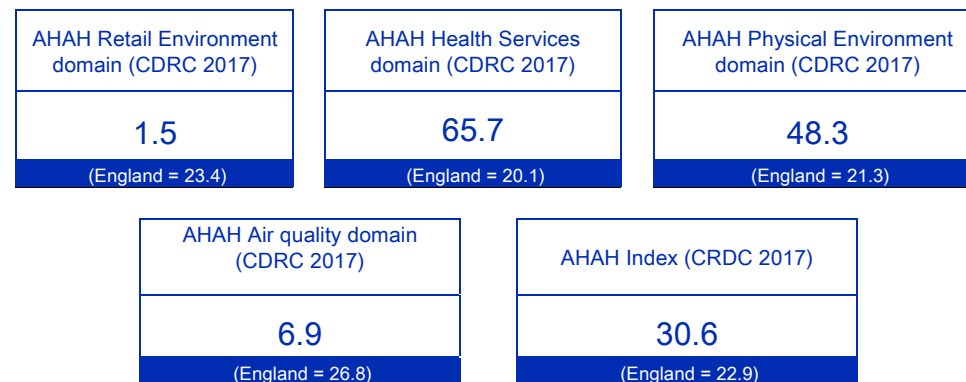 AHAH Retail Environment
domain (CDRC 2017)
1.5
(England = 23.4)
AHAH Health Services
domain (CDRC 2017)
65.7
(England = 20.1)
AHAH Physical Environment
domain (CDRC 2017)
48.3
(England = 21.3)
AHAH Air quality domain
(CDRC 2017)
6.9
(England = 26.8)
AHAH Index (CRDC 2017)
30.6
(England = 22.9)